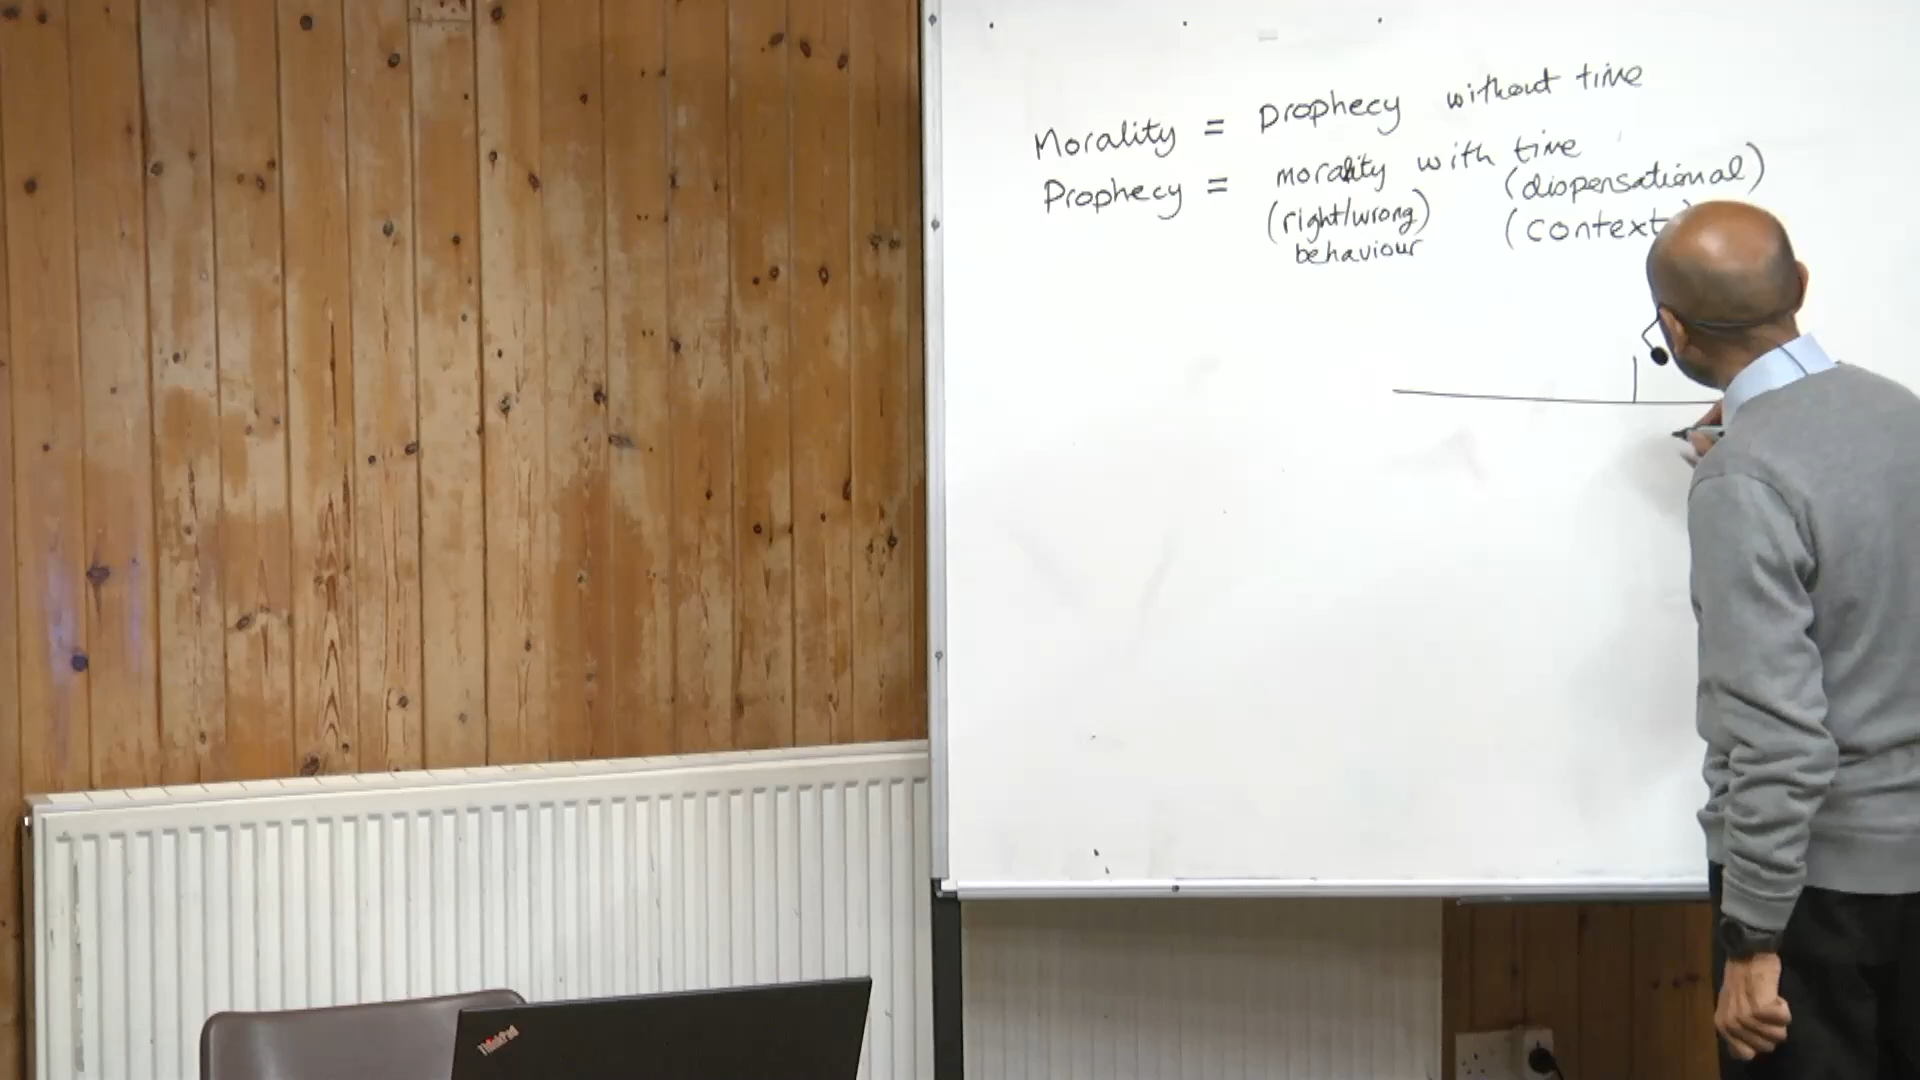 Morality = prophecy without time
Prophecy = morality with time
(right/wrong) (dispensational)
behaviour (context
ThinkPad